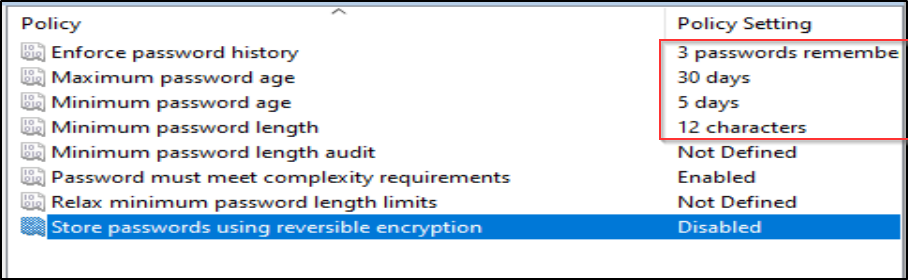 Policy Policy Setting
Enforce password history 3 passwords remembe
Maximum password age 30 days
Minimum password age 5 days
Minimum password length 12 characters
Minimum password length audit Not Defined
Password must meet complexity requirements Enabled
Relax minimum password length limits Not Defined
Store passwords using reversible encryption Disabled